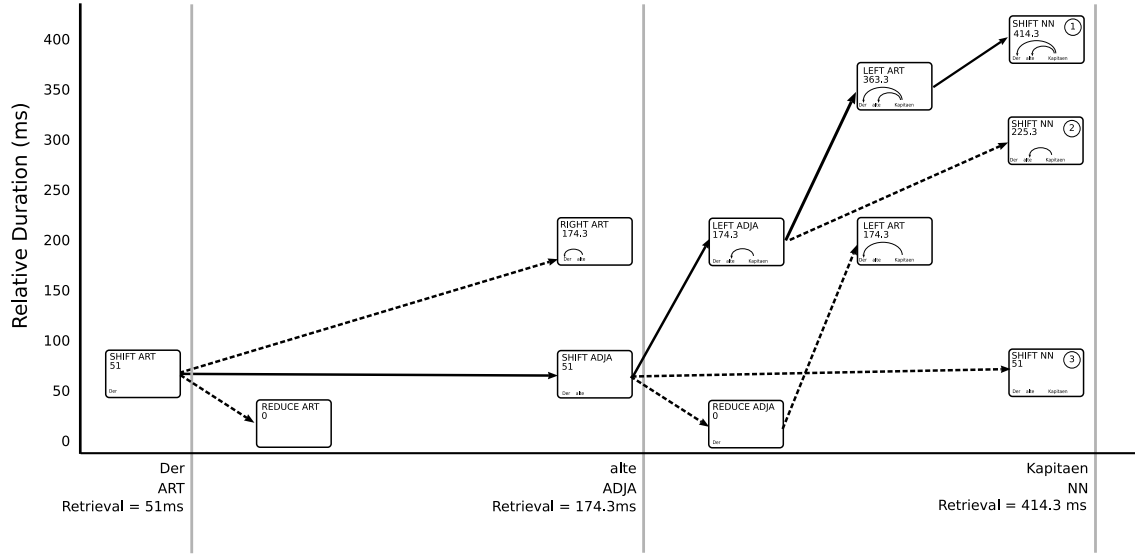 Relative Duration (ms)
400
350
300
250
200
150
100
50
0
SHIFT ART
51
Der
REDUCE ART
0
RIGHT ART
174.3
Der alte
SHIFT ADJA
51
Der alte
LEFT ADJA
174.3
Der alte Kapitaen
REDUCE ADJA
0
Der
LEFT ART
363.3
Der alte Kapitaen
LEFT ART
174.3
Der alte Kapitaen
SHIFT NN 1
414.3
Der alte Kapitaen
SHIFT NN 2
225.3
Der alte Kapitaen
SHIFT NN 3
51
Der alte Kapitaen
Der
ART
Retrieval = 51ms
alte
ADJA
Retrieval = 174.3ms
Kapitaen
NN
Retrieval = 414.3 ms